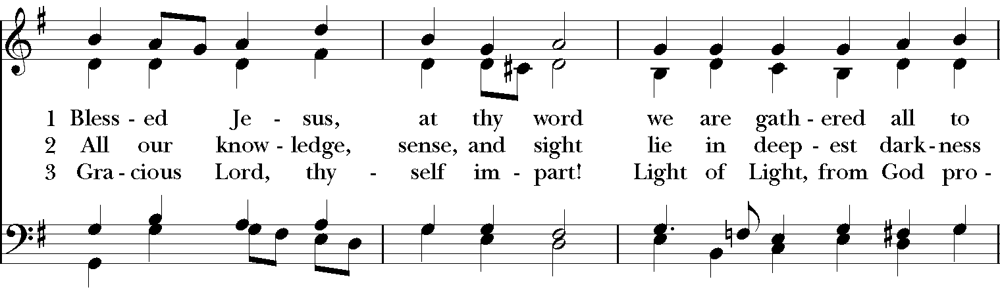 1 Bless - ed Je - sus, at thy word we are gath - ered all to
2 All our know - ledge, sense, and sight lie in deep - est dark - ness
3 Gra - cious Lord, thy - self im - part! Light of Light, from God pro -